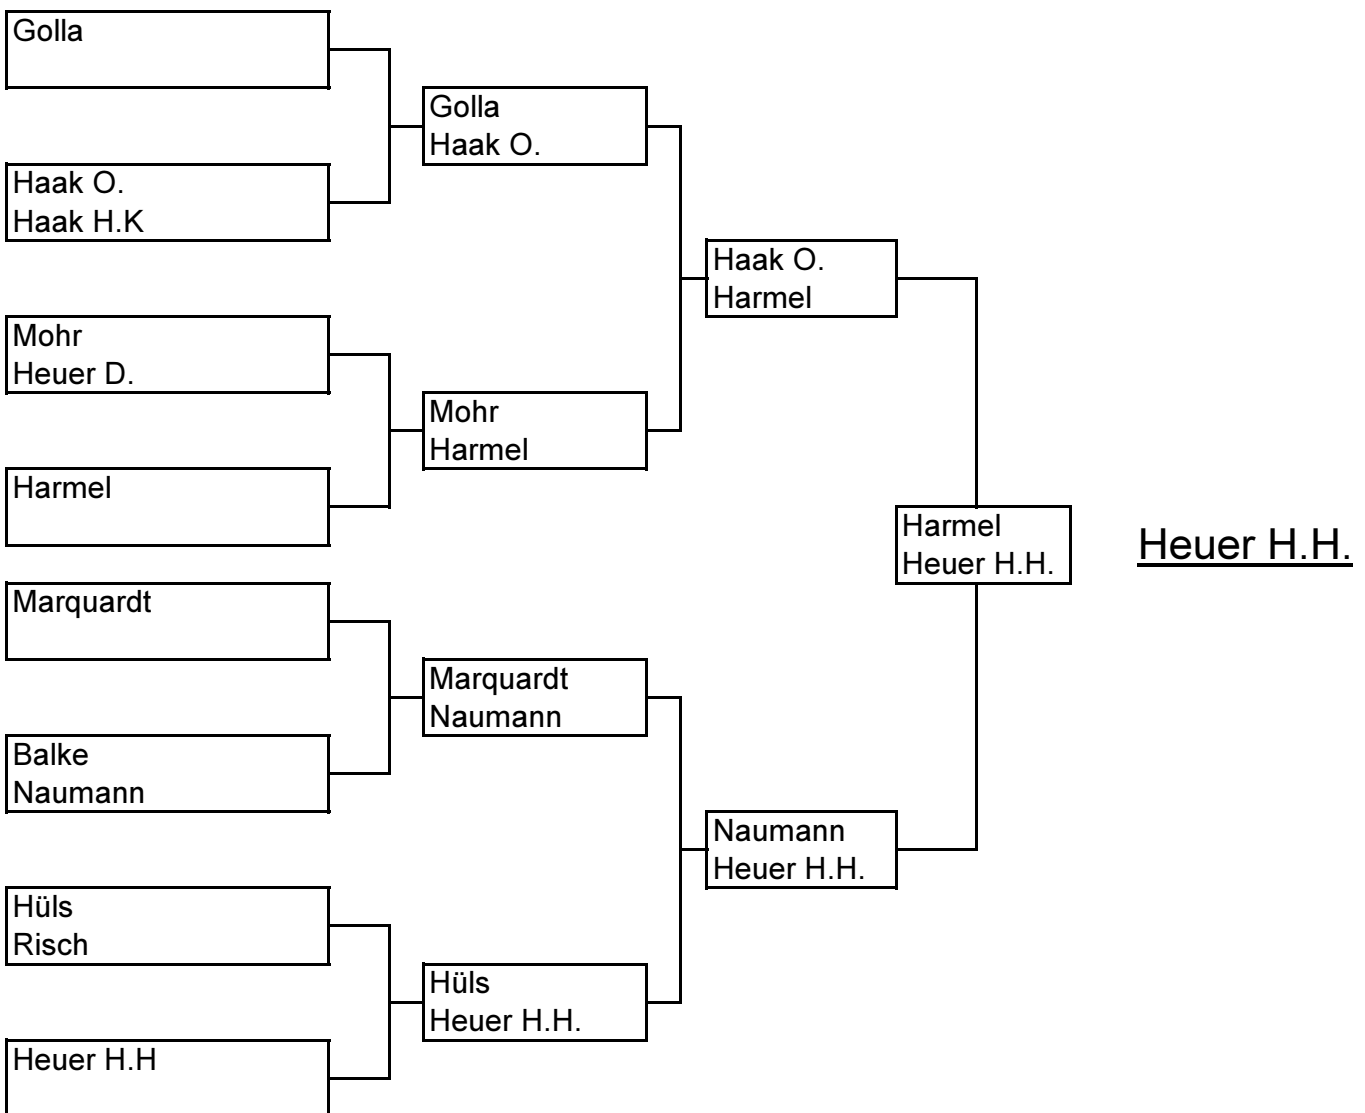 Golla
Haak O.
Haak H.K
Mohr
Heuer D.
Harmel
Marquardt
Balke
Naumann
Hüls
Risch
Heuer H.H
Golla
Haak O.
Mohr
Harmel
Marquardt
Naumann
Hüls
Heuer H.H.
Haak O.
Harmel
Naumann
Heuer H.H.
Harmel
Heuer H.H.
Heuer H.H.